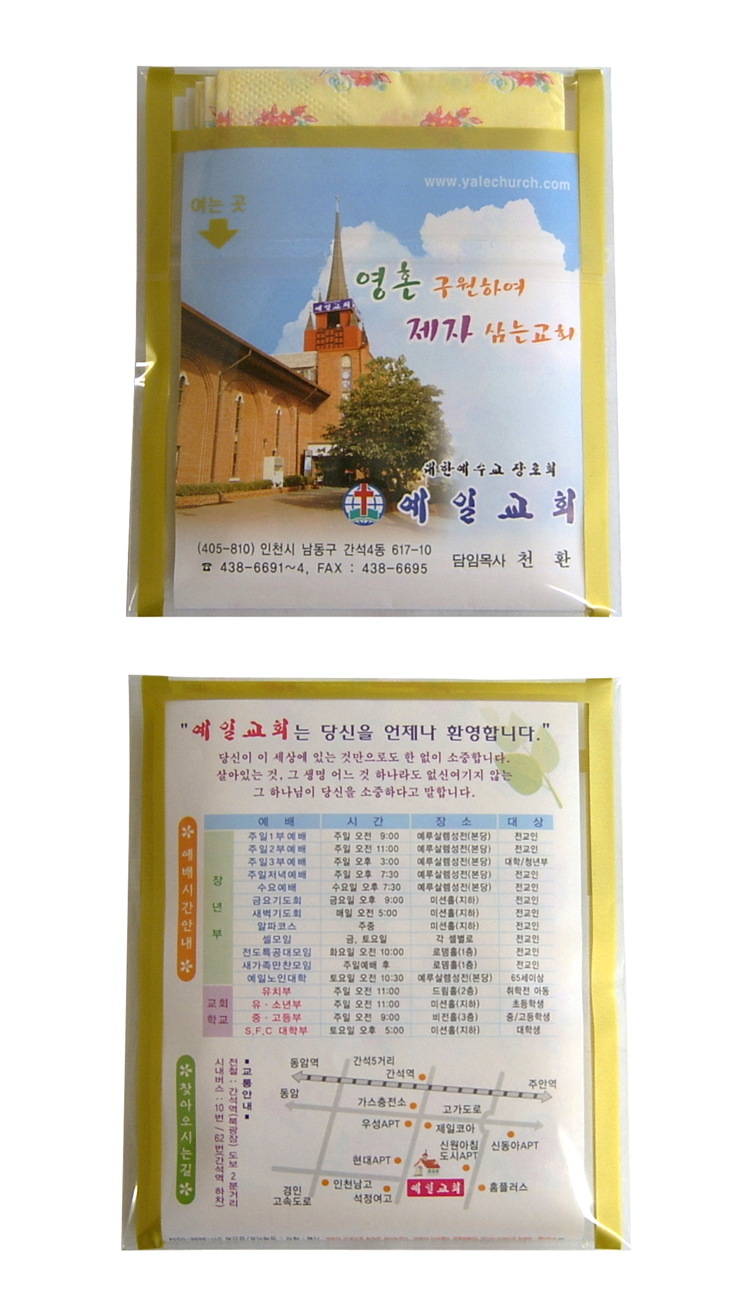 www.yalechurch.com
여는 곳
예일교회
영혼 구원하여
제자 삼는교회
대한예수교 장로회
예일교회
(405-810) 인천시 남동구 간석4동 617-10
☎ 438-6691~4, FAX : 438-6695
담임목사 천 환
"예일교회는 당신을 언제나 환영합니다."
당신이 이 세상에 있는 것만으로도 한 없이 소중합니다.
살아있는 것, 그 생명 어느 것 하나라도 없신여기지 않는
그 하나님이 당신을 소중하다고 말합니다.
예배시간안내
예 배 시 간 장 소 대 상
장년부
주일1부예배 주일 오전 9:00 예루살렘성전(본당) 전교인
주일2부예배 주일 오전 11:00 예루살렘성전(본당) 전교인
주일3부예배 주일 오후 3:00 예루살렘성전(본당) 대학/청년부
주일저녁예배 주일 오후 7:30 예루살렘성전(본당) 전교인
수요예배 수요일 오후 7:30 예루살렘성전(본당) 전교인
금요기도회 금요일 오후 9:00 미션홀(지하) 전교인
새벽기도회 매일 오전 5:00 미션홀(지하) 전교인
알파코스 주중 미션홀(지하) 전교인
셀모임 금, 토요일 각 셀별로 전교인
전도특공대모임 화요일 오전 10:00 로뎀홀(1층) 전교인
새가족만찬모임 주일예배 후 로뎀홀(1층) 전교인
예일노인대학 토요일 오전 10:30 예루살렘성전(본당) 65세이상
교회학교
유치부 주일 오전 11:00 드림홀(2층) 취학전 아동
유·소년부 주일 오전 11:00 미션홀(지하) 초등학생
중·고등부 주일 오전 9:00 비전홀(3층) 중/고등학생
S.F.C 대학부 토요일 오후 5:00 미션홀(지하) 대학생
찾아오시는길
▪교통안내▪
전철 : 간석역(북광장) 도보 2분거리
시내버스 : 10번 / 62번(간석역 하차)
동암역
간석5거리
간석역
주안역
동암
가스충전소
고가도로
우성APT
제일코아
신원아침
도시APT
신동아APT
현대APT
인천남고
석정여고
예일교회
홈플러스
경인
고속도로